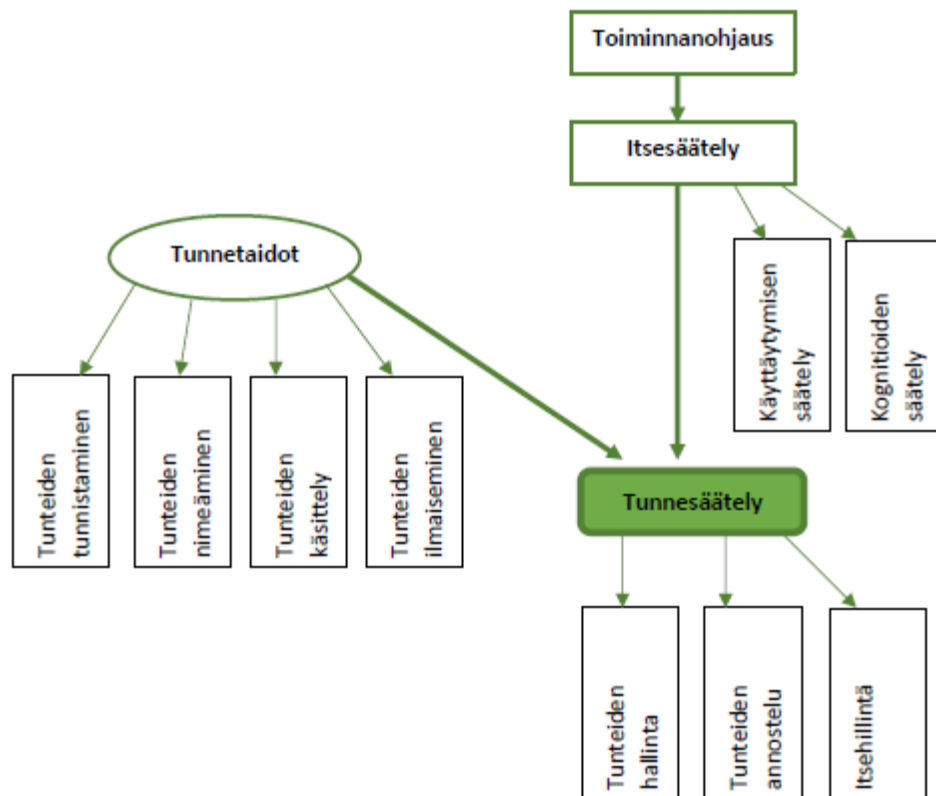 Toiminnanohjaus
Itsesäätely
Tunnetaidot
Käyttäytymisen
säätely
Kognitioiden
säätely
Tunteiden
tunnistaminen
Tunteiden
nimeäminen
Tunteiden
käsittely
Tunteiden
ilmaiseminen
Tunnesäätely
Tunteiden
hallinta
Tunteiden
annostelu
Itsehillintä